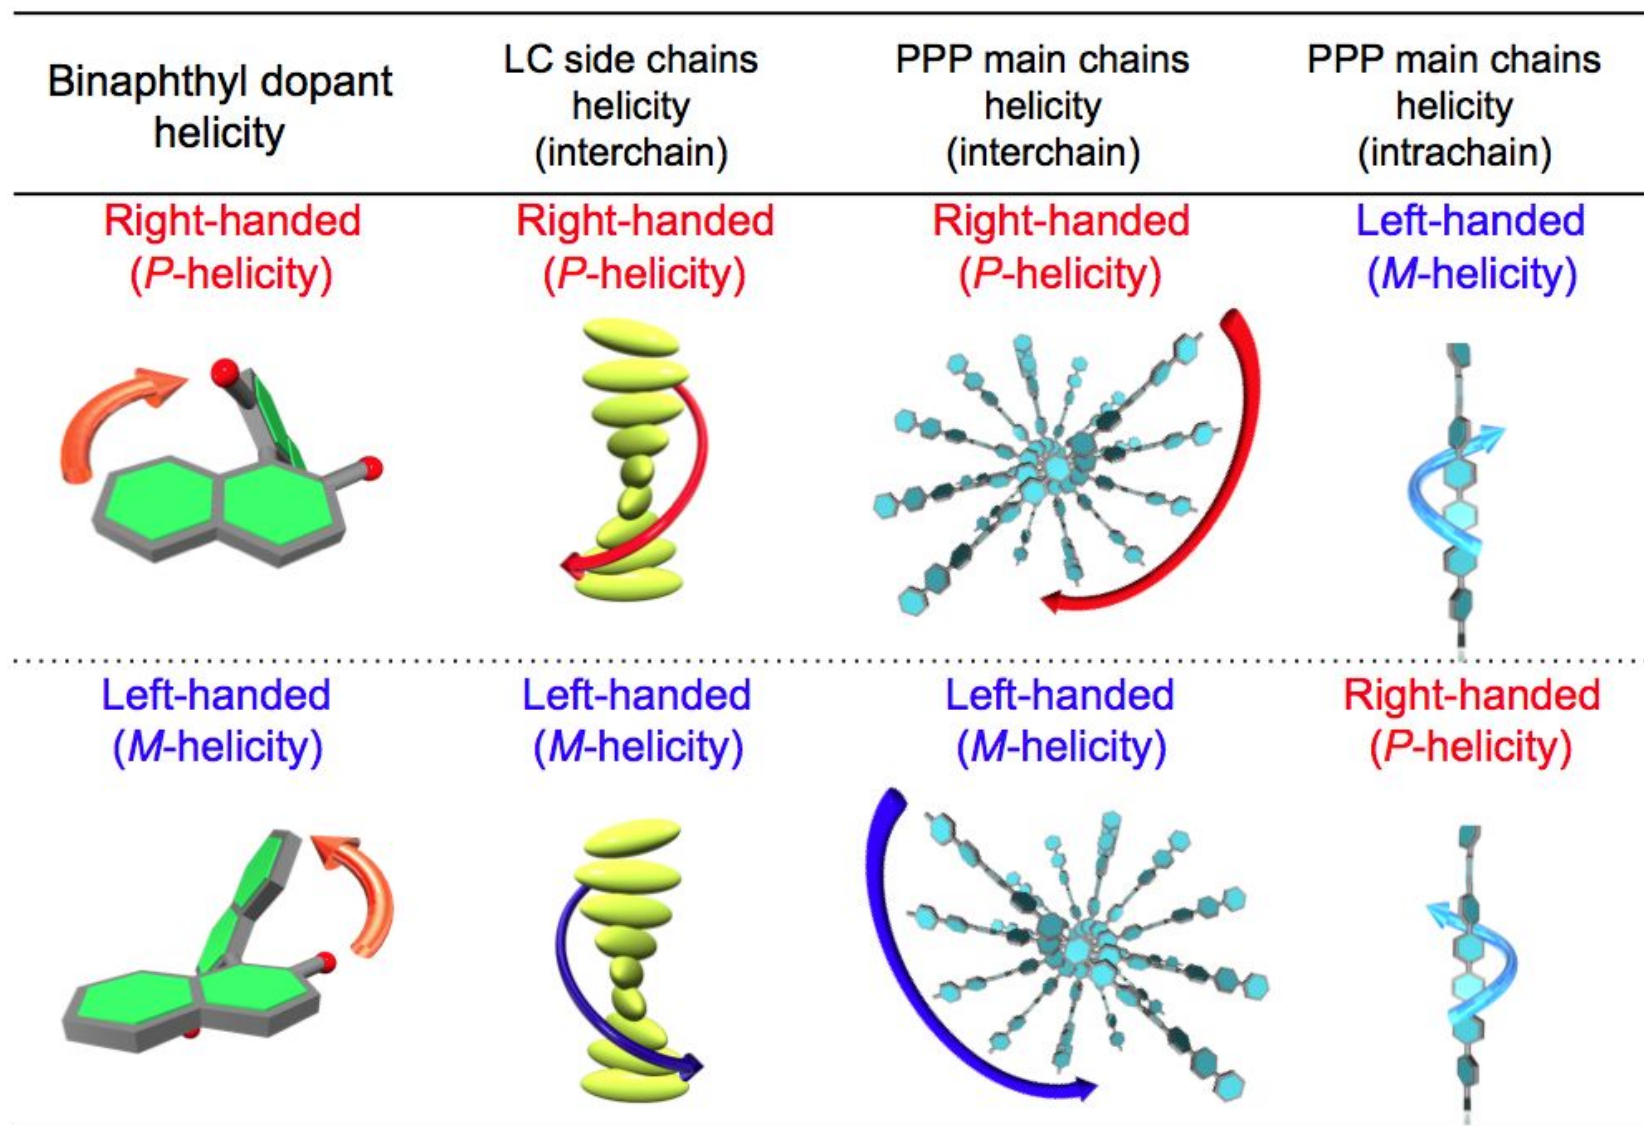 Binaphthyl dopant
helicity
LC side chains
helicity
(interchain)
PPP main chains
helicity
(interchain)
PPP main chains
helicity
(intrachain)
Right-handed
(P-helicity)
Right-handed
(P-helicity)
Right-handed
(P-helicity)
Left-handed
(M-helicity)
Left-handed
(M-helicity)
Left-handed
(M-helicity)
Left-handed
(M-helicity)
Right-handed
(P-helicity)